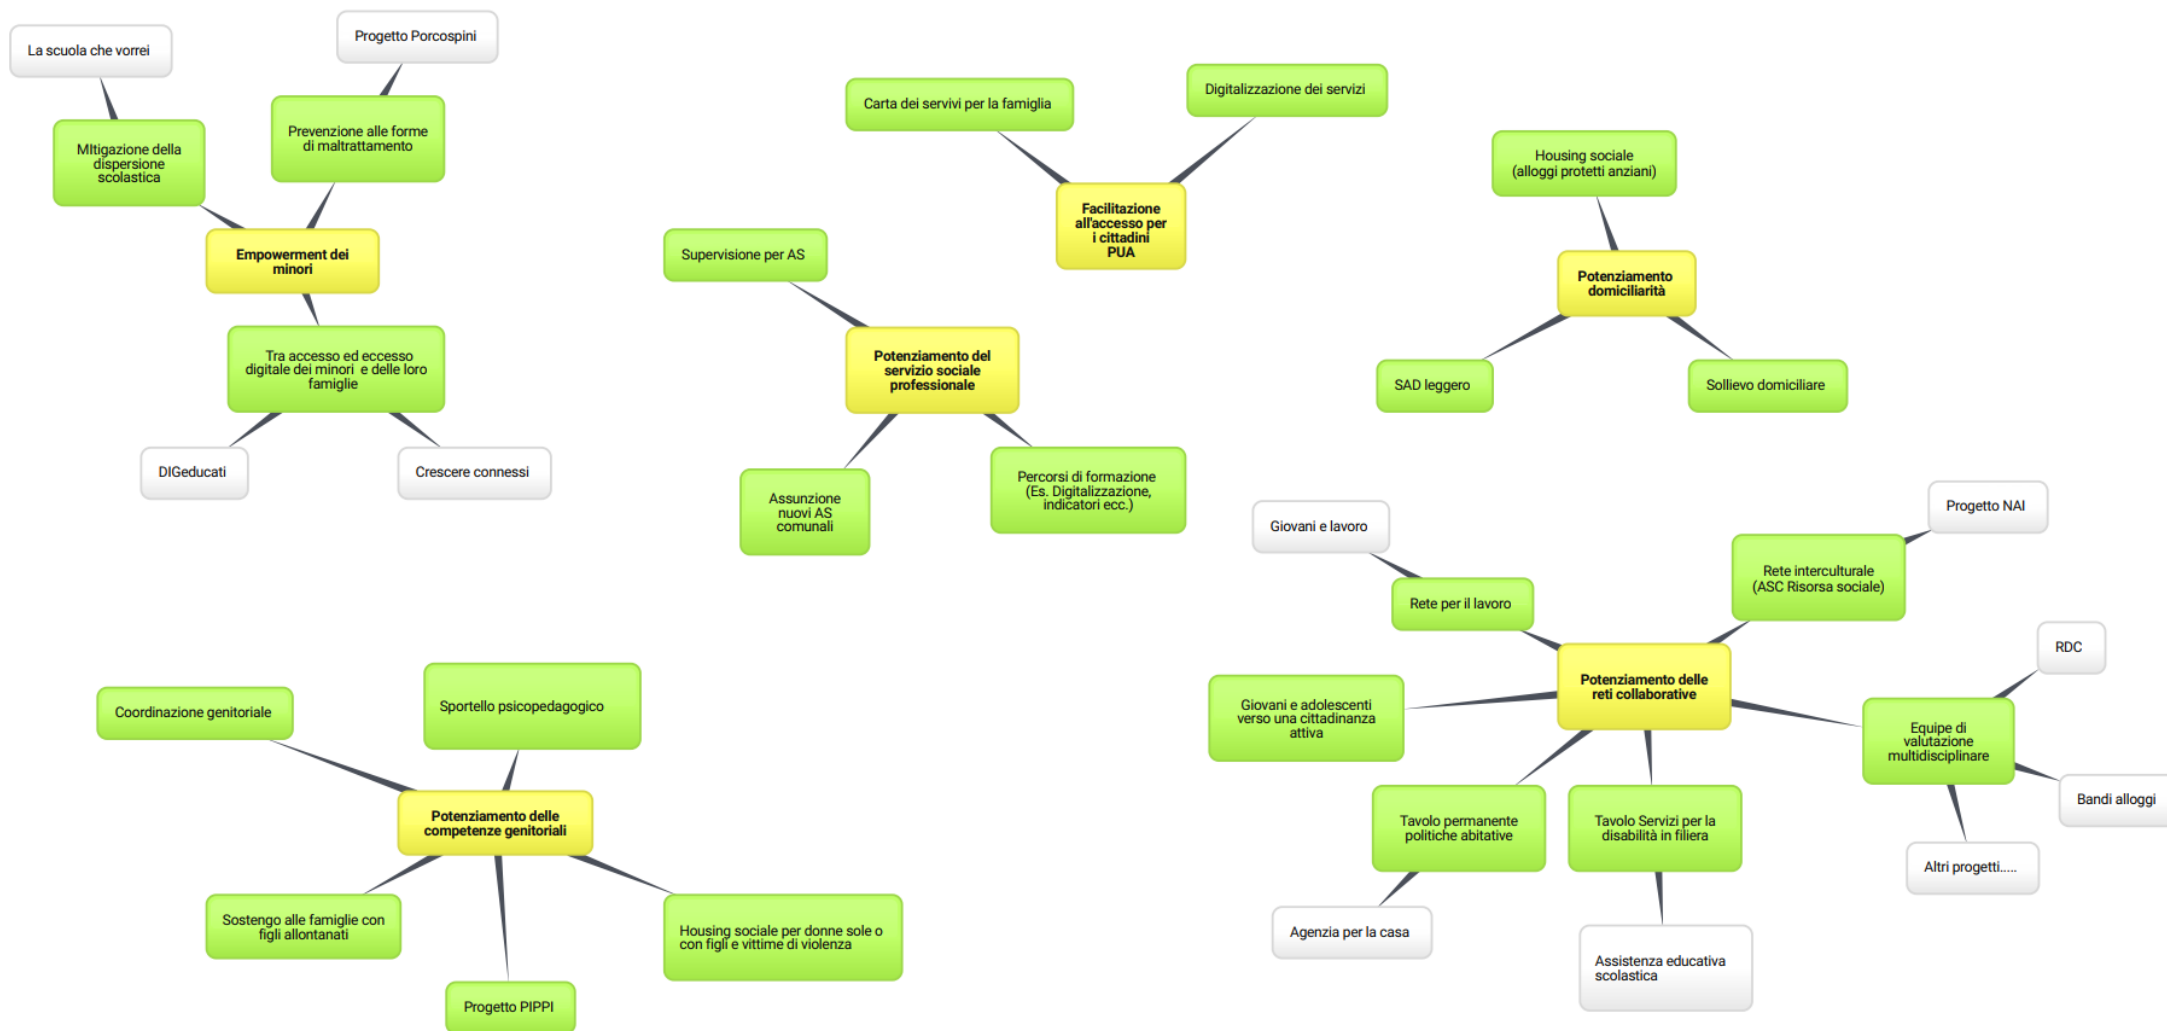 La scuola che vorrei
Progetto Porcospini
MItigazione della
dispersione
scolastica
Prevenzione alle forme
di maltrattamento
Empowerment dei
minori
Tra accesso ed eccesso
digitale dei minori e delle loro
famiglie
DIGeducati
Crescere connessi
Carta dei servivi per la famiglia
Digitalizzazione dei servizi
Facilitazione
all'accesso per
i cittadini
PUA
Supervisione per AS
Potenziamento del
servizio sociale
professionale
Assunzione
nuovi AS
comunali
Percorsi di formazione
(Es. Digitalizzazione,
indicatori ecc.)
Housing sociale
(alloggi protetti anziani)
Potenziamento
domiciliarità
SAD leggero
Sollievo domiciliare
Coordinazione genitoriale
Sportello psicopedagogico
Potenziamento delle
competenze genitoriali
Sostengo alle famiglie con
figli allontanati
Progetto PIPPI
Housing sociale per donne sole o
con figli e vittime di violenza
Giovani e lavoro
Rete per il lavoro
Progetto NAI
Rete interculturale
(ASC Risorsa sociale)
Potenziamento delle
reti collaborative
Giovani e adolescenti
verso una cittadinanza
attiva
RDC
Equipe di
valutazione
multidisciplinare
Bandi alloggi
Altri progetti.....
Tavolo permanente
politiche abitative
Agenzia per la casa
Tavolo Servizi per la
disabilità in filiera
Assistenza educativa
scolastica